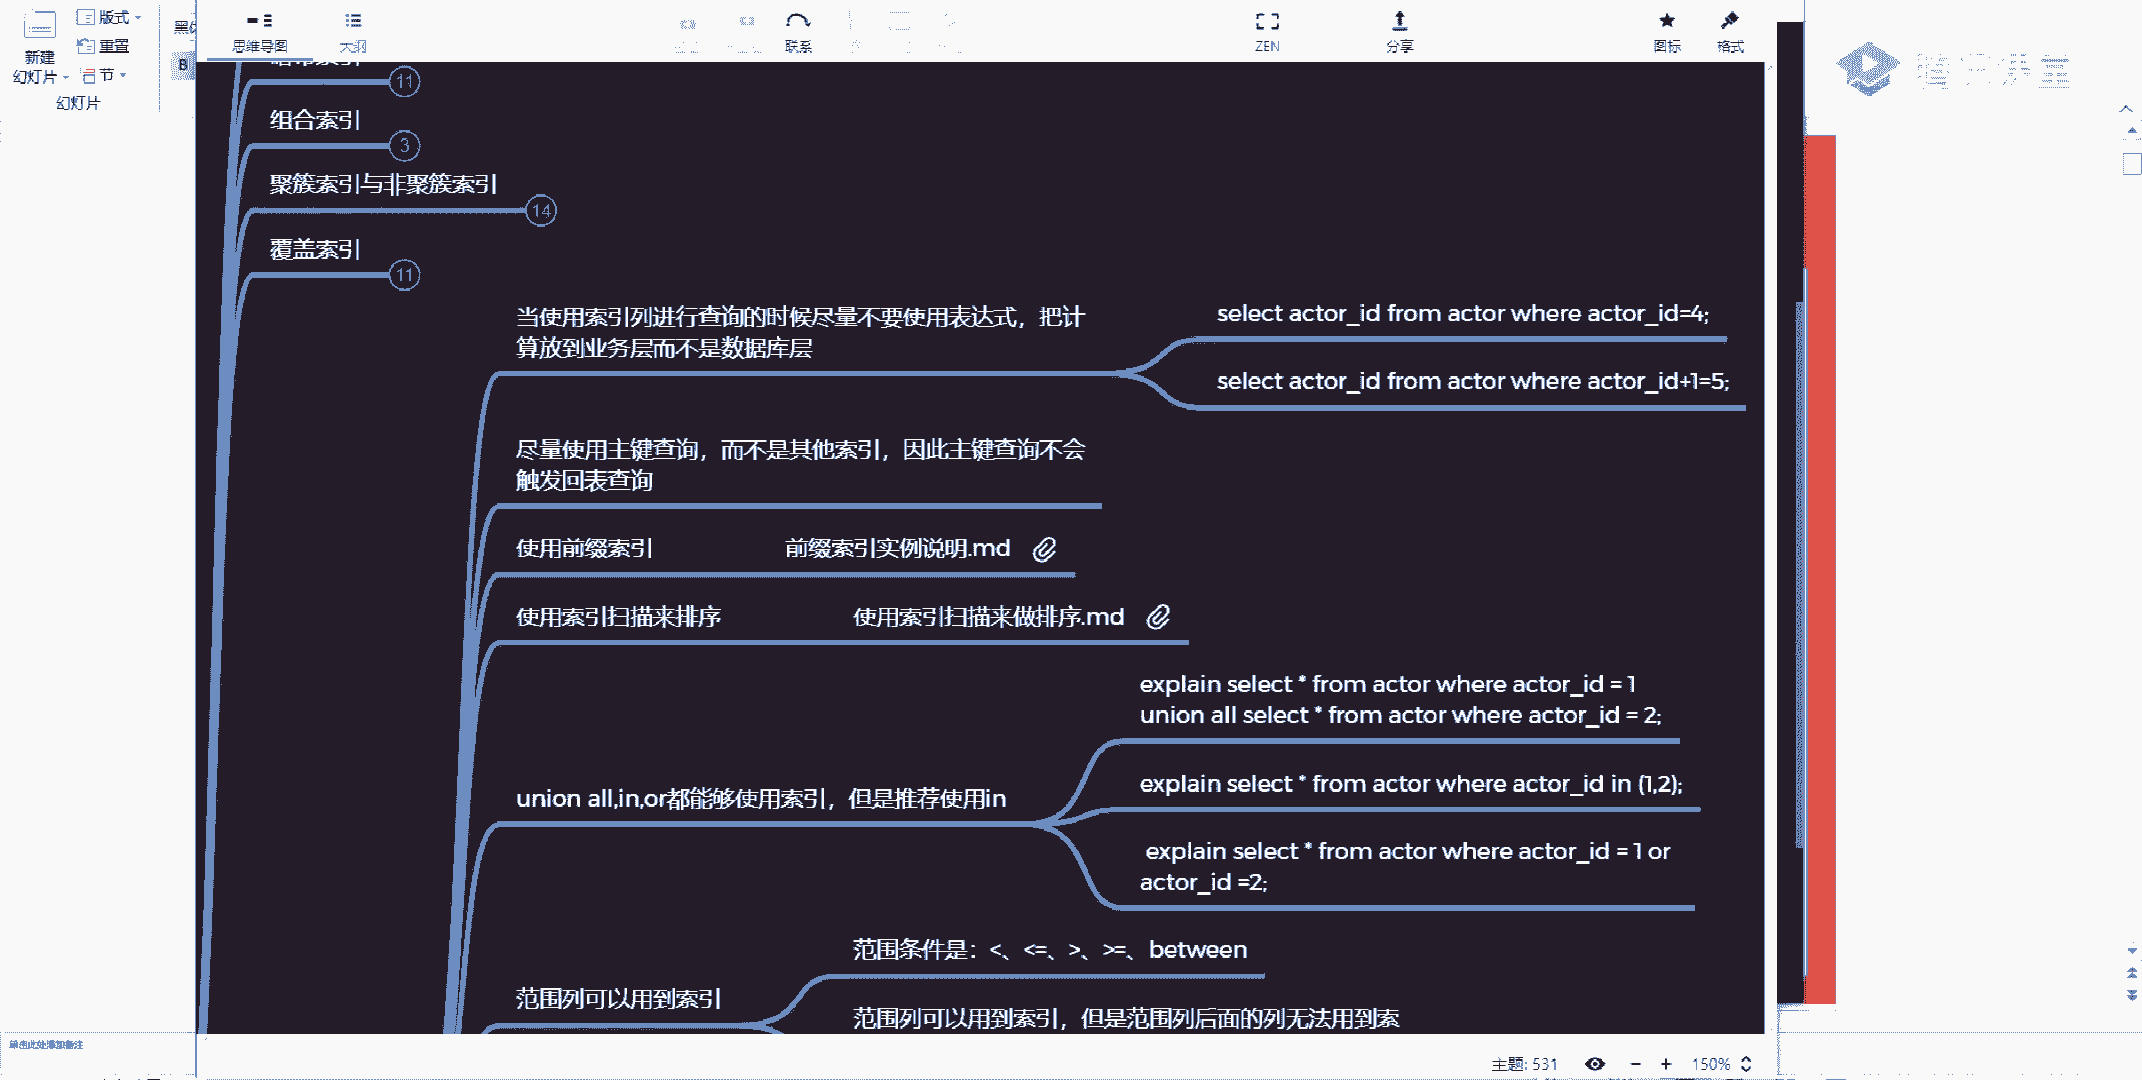 新建
幻灯片
版式
重置
节
幻灯片
B
思维导图
大纲
联系
ZEN
分享
图标
格式
11
组合索引
3
聚簇索引与非聚簇索引
14
覆盖索引
11
当使用索引列进行查询的时候尽量不要使用表达式，把计
算放到业务层而不是数据库层
select actor_id from actor where actor_id=4;
select actor_id from actor where actor_id+1=5;
尽量使用主键查询，而不是其他索引，因此主键查询不会
触发回表查询
使用前缀索引
前缀索引实例说明.md
使用索引扫描来排序
使用索引扫描来做排序.md
union all,in,or都能够使用索引，但是推荐使用in
explain select * from actor where actor_id = 1
union all select * from actor where actor_id = 2;
explain select * from actor where actor_id in (1,2);
explain select * from actor where actor_id = 1 or
actor_id =2;
范围列可以用到索引
范围条件是：<、<=、>、>=、between
范围列可以用到索引，但是范围列后面的列无法用到索
单击此处添加备注
主题: 531
150%